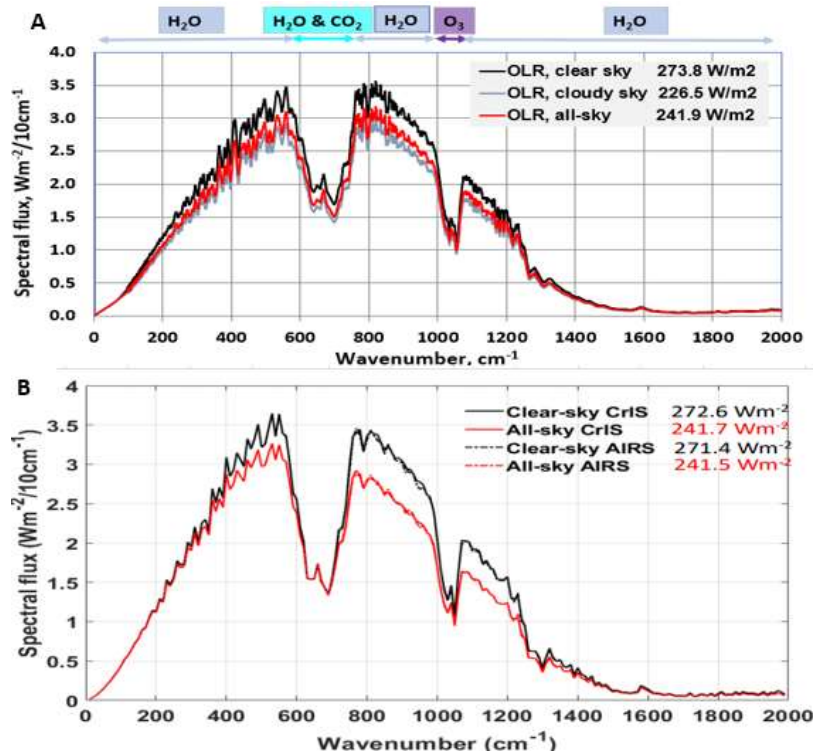 H₂O H₂O & CO₂ H₂O O₃ H₂O
A
4.0
3.5
3.0
2.5
2.0
1.5
1.0
0.5
0.0
Spectral flux, Wm⁻²/10cm⁻¹
OLR, clear sky 273.8 W/m2
OLR, cloudy sky 226.5 W/m2
OLR, all-sky 241.9 W/m2
0 200 400 600 800 1000 1200 1400 1600 1800 2000
Wavenumber, cm⁻¹
B
4
3.5
3
2.5
2
1.5
1
0.5
0
Spectral flux (Wm⁻²/10cm⁻¹)
Clear-sky CrIS 272.6 Wm⁻²
All-sky CrIS 241.7 Wm⁻²
Clear-sky AIRS 271.4 Wm⁻²
All-sky AIRS 241.5 Wm⁻²
0 200 400 600 800 1000 1200 1400 1600 1800 2000
Wavenumber (cm⁻¹)